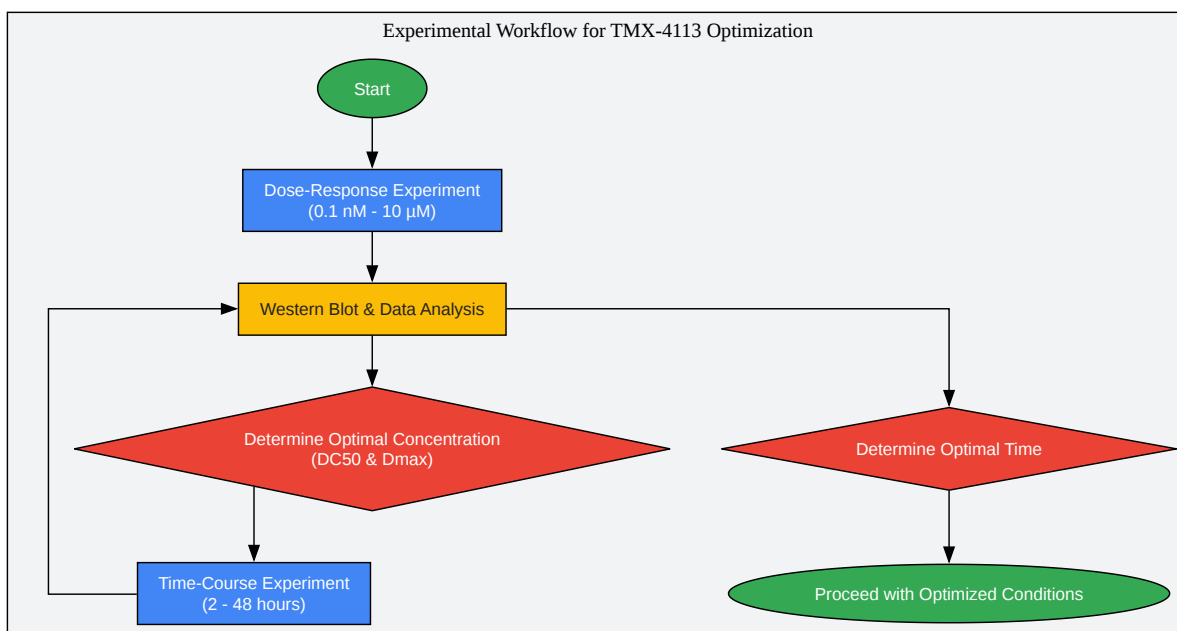 Experimental Workflow for TMX-4113 Optimization
Start
Dose-Response Experiment
(0.1 nM - 10 µM)
Western Blot & Data Analysis
Determine Optimal Concentration
(DC50 & Dmax)
Determine Optimal Time
Time-Course Experiment
(2 - 48 hours)
Proceed with Optimized Conditions